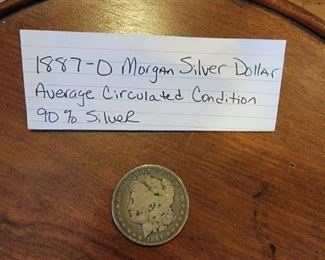 1887-O Morgan Silver Dollar
Average Circulated Condition
90% Silver